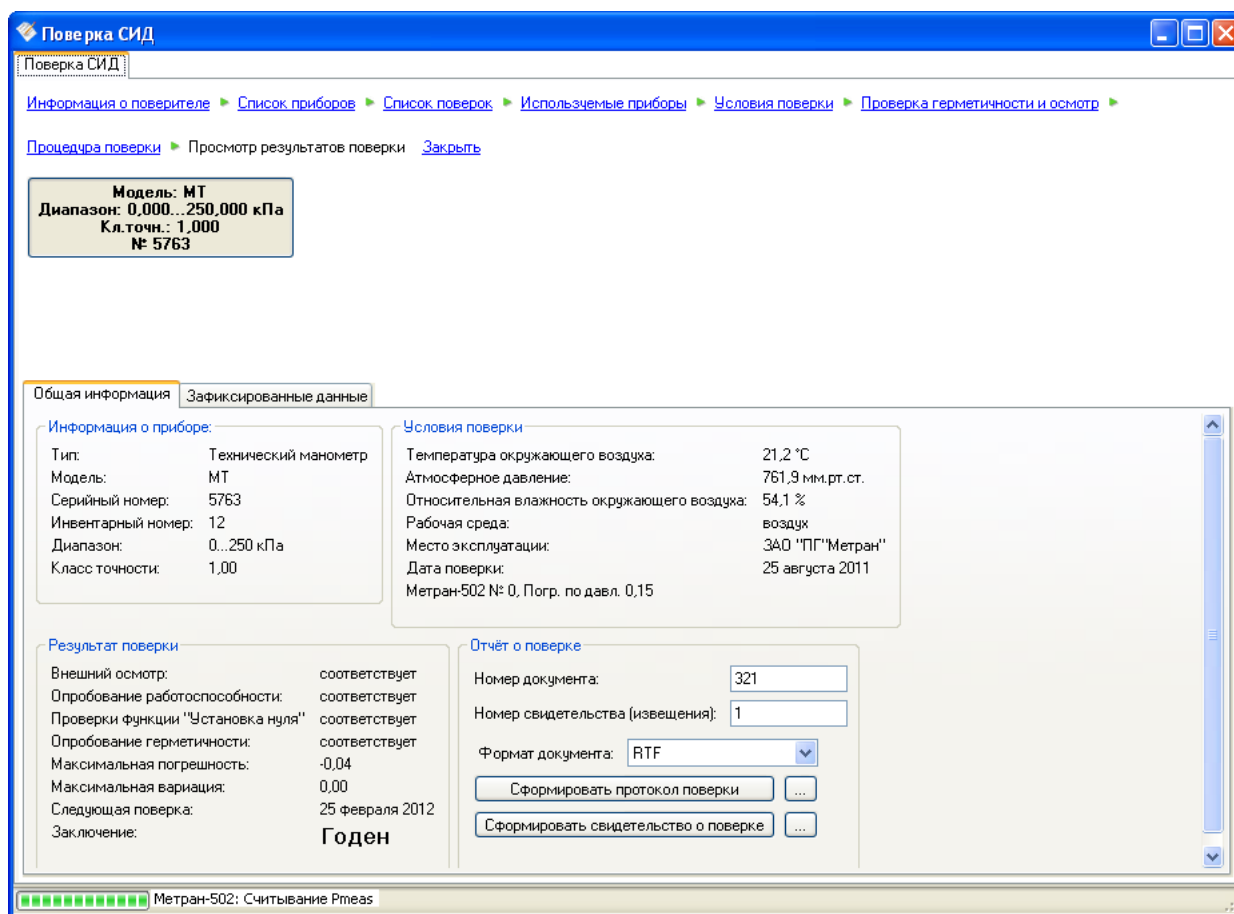 Поверка СИД
Поверка СИД
Информация о поверителе Список приборов Список поверок Используемые приборы Условия поверки Проверка герметичности и осмотр
Процедура поверки Просмотр результатов поверки Закрыть
Модель: МТ
Диапазон: 0,000...250,000 кПа
Кл.точн.: 1,000
№ 5763
Общая информация Зафиксированные данные
Информация о приборе:
Тип: Технический манометр
Модель: МТ
Серийный номер: 5763
Инвентарный номер: 12
Диапазон: 0...250 кПа
Класс точности: 1,00
Условия поверки
Температура окружающего воздуха: 21,2 °С
Атмосферное давление: 761,9 мм.рт.ст.
Относительная влажность окружающего воздуха: 54,1 %
Рабочая среда: воздух
Место эксплуатации: ЗАО "ПГ"Метран"
Дата поверки: 25 августа 2011
Метран-502 № 0, Погр. по давл. 0,15
Результат поверки
Внешний осмотр: соответствует
Опробование работоспособности: соответствует
Проверки функции "Установка нуля" соответствует
Опробование герметичности: соответствует
Максимальная погрешность: -0,04
Максимальная вариация: 0,00
Следующая поверка: 25 февраля 2012
Заключение: Годен
Отчёт о поверке
Номер документа: 321
Номер свидетельства (извещения): 1
Формат документа: RTF
Сформировать протокол поверки ...
Сформировать свидетельство о поверке ...
Метран-502: Считывание Pmeas